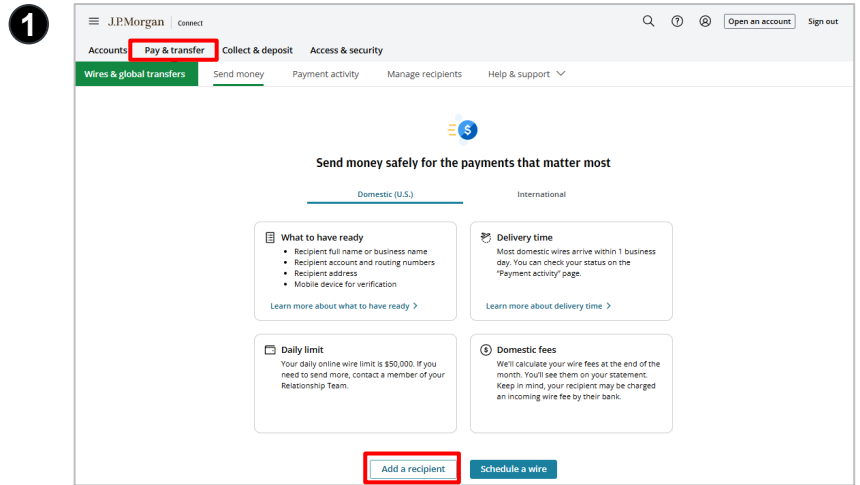 1
J.P.Morgan | Connect
Open an account
Sign out
Accounts
Pay & transfer
Collect & deposit
Access & security
Wires & global transfers
Send money
Payment activity
Manage recipients
Help & support
$
Send money safely for the payments that matter most
Domestic (U.S.)
International
What to have ready
• Recipient full name or business name
• Recipient account and routing numbers
• Recipient address
• Mobile device for verification
Learn more about what to have ready >
Delivery time
Most domestic wires arrive within 1 business
day. You can check your status on the
"Payment activity" page.
Learn more about delivery time >
Daily limit
Your daily online wire limit is $50,000. If you
need to send more, contact a member of your
Relationship Team.
Domestic fees
We'll calculate your wire fees at the end of the
month. You'll see them on your statement.
Keep in mind, your recipient may be charged
an incoming wire fee by their bank.
Add a recipient
Schedule a wire